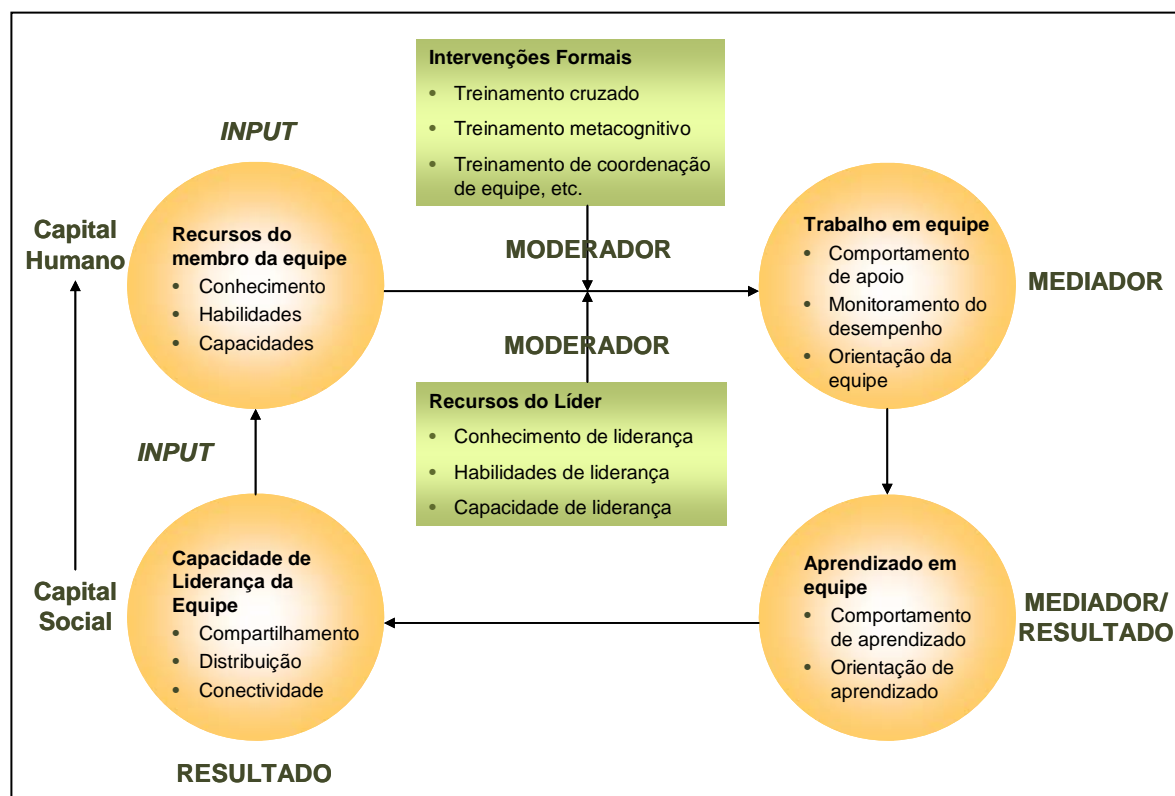 Intervenções Formais
• Treinamento cruzado
• Treinamento metacognitivo
• Treinamento de coordenação
de equipe, etc.
INPUT
Capital
Humano
Recursos do
membro da equipe
• Conhecimento
• Habilidades
• Capacidades
MODERADOR
MODERADOR
Trabalho em equipe
• Comportamento
de apoio
• Monitoramento do
desempenho
• Orientação da
equipe
MEDIADOR
Recursos do Líder
• Conhecimento de liderança
• Habilidades de liderança
• Capacidade de liderança
INPUT
Capital
Social
Capacidade de
Liderança da
Equipe
• Compartilhamento
• Distribuição
• Conectividade
RESULTADO
Aprendizado em
equipe
• Comportamento
de aprendizado
• Orientação de
aprendizado
MEDIADOR/
RESULTADO